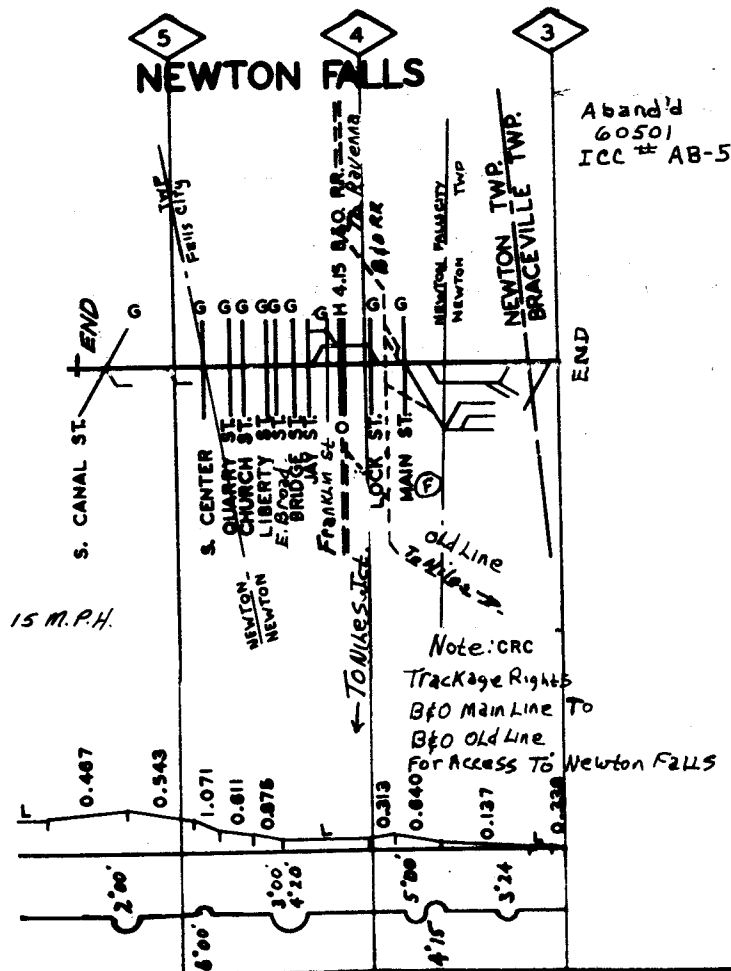 5
4
3
NEWTON FALLS
Aband'd
60501
ICC # AB-5
TWP
Falls City
H 4.15 B&O. RR.
To Ravenna
B&O RR
NEWTON FALLS CITY
NEWTON TWP
NEWTON TWP.
BRACEVILLE TWP.
END
G
G
G
G
G
G
G
G
G
END
S. CANAL ST.
S. CENTER
QUARRY ST.
CHURCH ST.
LIBERTY ST.
E. Broad
BRIDGE ST.
JAY ST.
Franklin St
O
LOCK ST.
MAIN ST.
F
NEWTON
NEWTON
Old Line
To Niles
To Niles Jct.
15 M.P.H.
Note: CRC
Trackage Rights
B&O Main Line To
B&O Old Line
For Access To Newton Falls
L
0.467
0.543
1.071
0.611
0.875
L
0.313
0.640
0.137
L
2°00'
6°00'
3°00'
4°20'
5°00'
4°15'
3°24